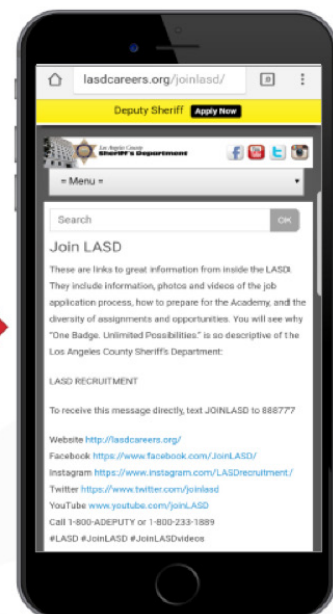 lasdcareers.org/joinlasd/
Deputy Sheriff Apply Now
Los Angeles County
Sheriff's Department
= Menu =
Search OK
Join LASD
These are links to great information from inside the LASD!
They include information, photos and videos of the job
application process, how to prepare for the Academy, and the
diversity of assignments and opportunities. You will see why
"One Badge. Unlimited Possibilities." is so descriptive of the
Los Angeles County Sheriff's Department:
LASD RECRUITMENT
To receive this message directly, text JOINLASD to 888777
Website http://lasdcareers.org/
Facebook https://www.facebook.com/JoinLASD/
Instagram https://www.instagram.com/LASDrecruitment/
Twitter https://www.twitter.com/joinlasd
YouTube www.youtube.com/joinLASD
Call 1-800-ADEPUTY or 1-800-233-1889
#LASD #JoinLASD #JoinLASDvideos